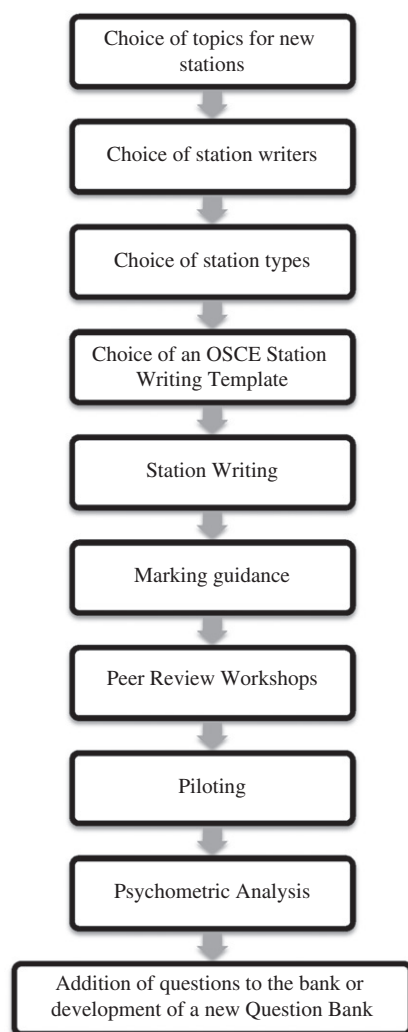 Choice of topics for new
stations
Choice of station writers
Choice of station types
Choice of an OSCE Station
Writing Template
Station Writing
Marking guidance
Peer Review Workshops
Piloting
Psychometric Analysis
Addition of questions to the bank or
development of a new Question Bank